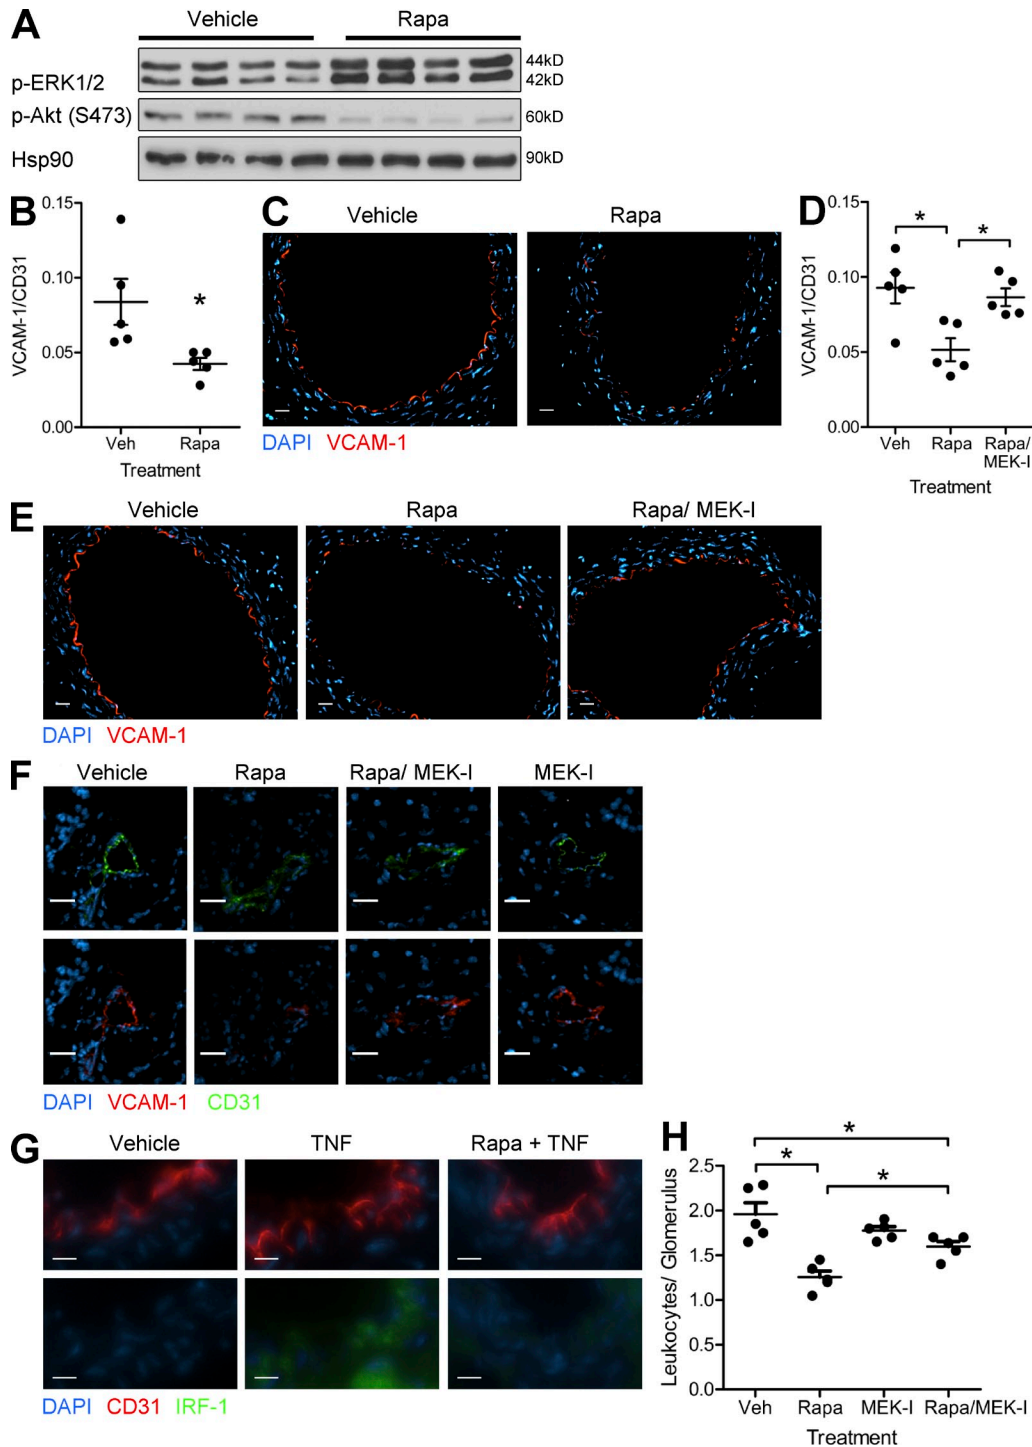 A
Vehicle Rapa
p-ERK1/2
44kD
42kD
p-Akt (S473)
60kD
Hsp90
90kD
B
0.15
0.10
0.05
0.00
VCAM-1/CD31
*
Veh Rapa
Treatment
C
Vehicle Rapa
DAPI VCAM-1
D
0.15
0.10
0.05
0.00
VCAM-1/CD31
* *
Veh Rapa Rapa/
MEK-I
Treatment
E
Vehicle Rapa Rapa/ MEK-I
DAPI VCAM-1
F
Vehicle Rapa Rapa/ MEK-I MEK-I
DAPI VCAM-1 CD31
G
Vehicle TNF Rapa + TNF
DAPI CD31 IRF-1
H
*
* *
2.5
2.0
1.5
1.0
0.5
0.0
Leukocytes/ Glomerulus
Veh Rapa MEK-I Rapa/MEK-I
Treatment